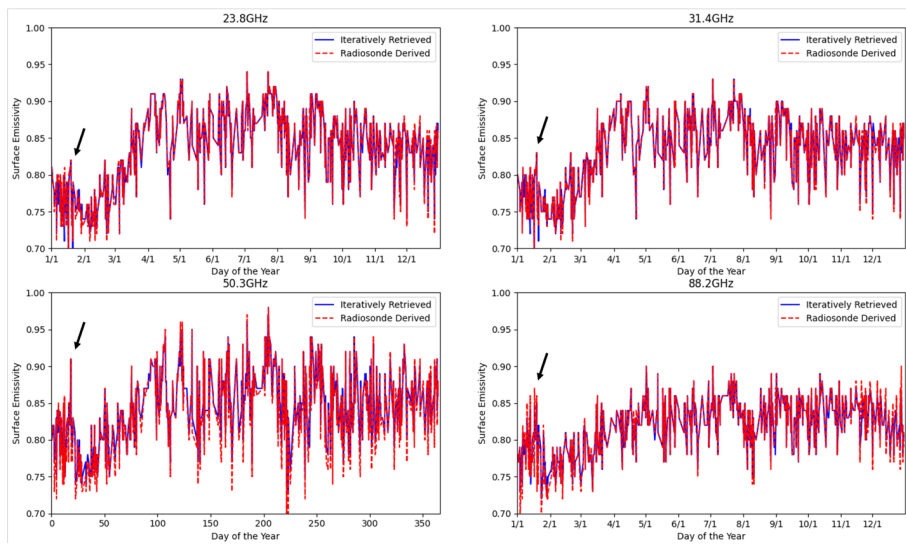 23.8GHz
1.00
0.95
0.90
0.85
0.80
0.75
0.70
Surface Emissivity
Iteratively Retrieved
Radiosonde Derived
1/1 2/1 3/1 4/1 5/1 6/1 7/1 8/1 9/1 10/1 11/1 12/1
Day of the Year
31.4GHz
1.00
0.95
0.90
0.85
0.80
0.75
0.70
Surface Emissivity
Iteratively Retrieved
Radiosonde Derived
1/1 2/1 3/1 4/1 5/1 6/1 7/1 8/1 9/1 10/1 11/1 12/1
Day of the Year
50.3GHz
1.00
0.95
0.90
0.85
0.80
0.75
0.70
Surface Emissivity
Iteratively Retrieved
Radiosonde Derived
0 50 100 150 200 250 300 350
Day of the Year
88.2GHz
1.00
0.95
0.90
0.85
0.80
0.75
0.70
Surface Emissivity
Iteratively Retrieved
Radiosonde Derived
1/1 2/1 3/1 4/1 5/1 6/1 7/1 8/1 9/1 10/1 11/1 12/1
Day of the Year